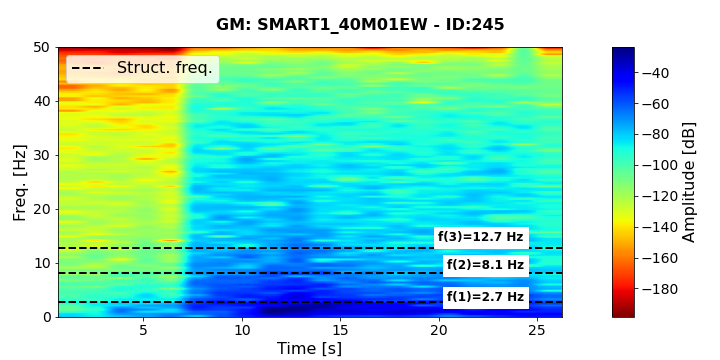 GM: SMART1_40M01EW - ID:245
50
40
30
20
10
0
Freq. [Hz]
Struct. freq.
f(3)=12.7 Hz
f(2)=8.1 Hz
f(1)=2.7 Hz
5
10
15
20
25
Time [s]
−40
−60
−80
−100
−120
−140
−160
−180
Amplitude [dB]